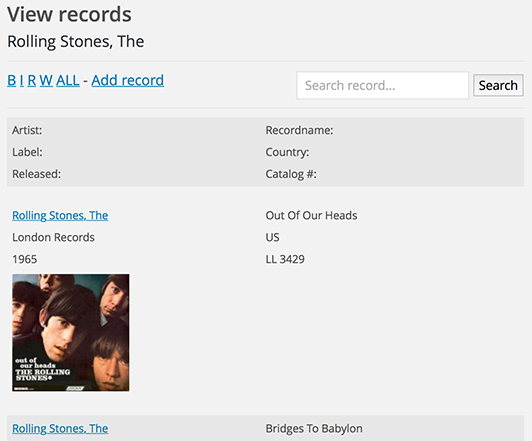 View records
Rolling Stones, The
B I R W ALL - Add record
Search record...
Search
Artist:
Recordname:
Label:
Country:
Released:
Catalog #:
Rolling Stones, The
Out Of Our Heads
London Records
US
1965
LL 3429
out of
our heads
THE ROLLING
STONES
Rolling Stones, The
Bridges To Babylon